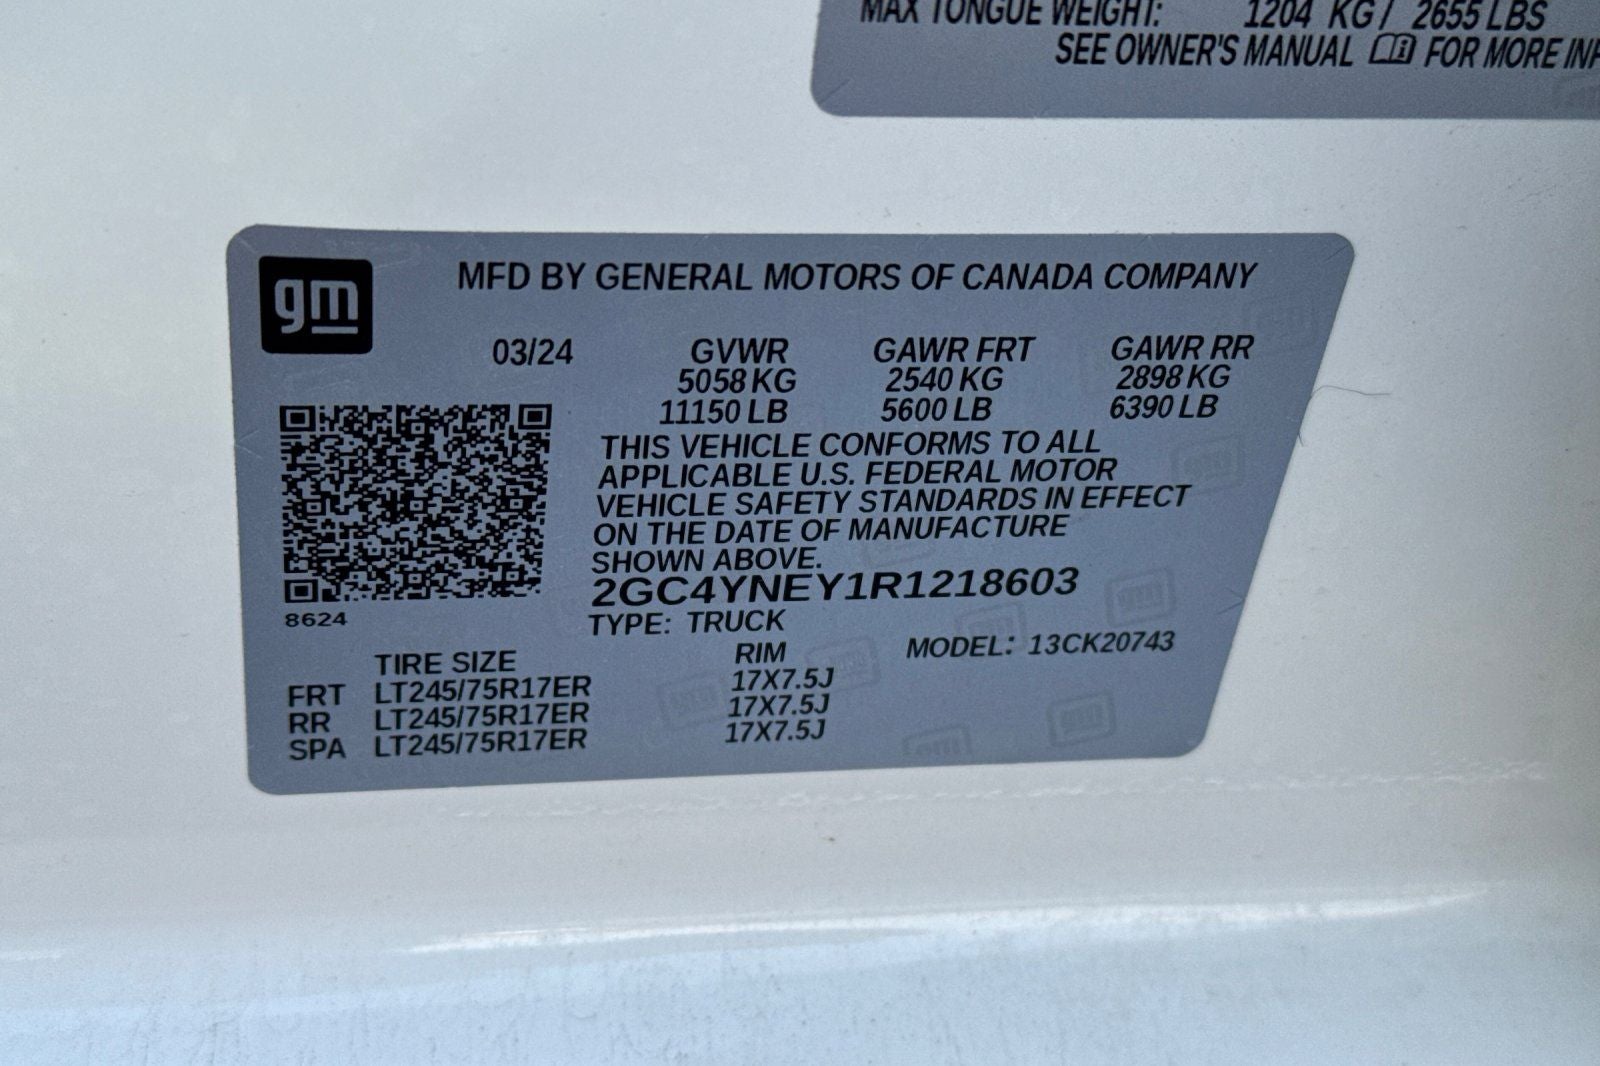 MAX TONGUE WEIGHT: 1204 KG / 2655 LBS
SEE OWNER'S MANUAL FOR MORE INF
gm
MFD BY GENERAL MOTORS OF CANADA COMPANY
03/24 GVWR GAWR FRT GAWR RR
5058 KG 2540 KG 2898 KG
11150 LB 5600 LB 6390 LB
THIS VEHICLE CONFORMS TO ALL
APPLICABLE U.S. FEDERAL MOTOR
VEHICLE SAFETY STANDARDS IN EFFECT
ON THE DATE OF MANUFACTURE
SHOWN ABOVE.
2GC4YNEY1R1218603
8624
TYPE: TRUCK
MODEL: 13CK20743
TIRE SIZE RIM
FRT LT245/75R17ER 17X7.5J
RR LT245/75R17ER 17X7.5J
SPA LT245/75R17ER 17X7.5J